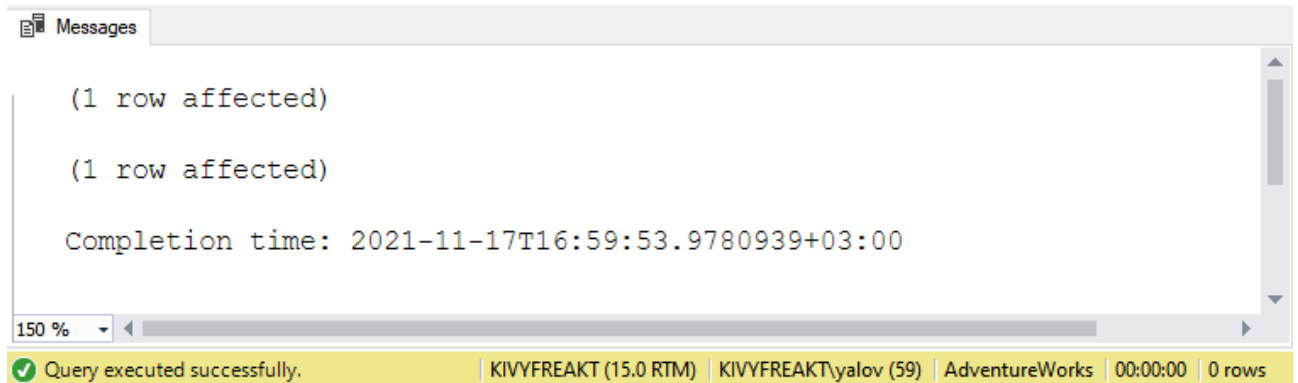 Messages
(1 row affected)
(1 row affected)
Completion time: 2021-11-17T16:59:53.9780939+03:00
150 %
Query executed successfully. KIVYFREAKT (15.0 RTM) KIVYFREAKT\yalov (59) AdventureWorks 00:00:00 0 rows